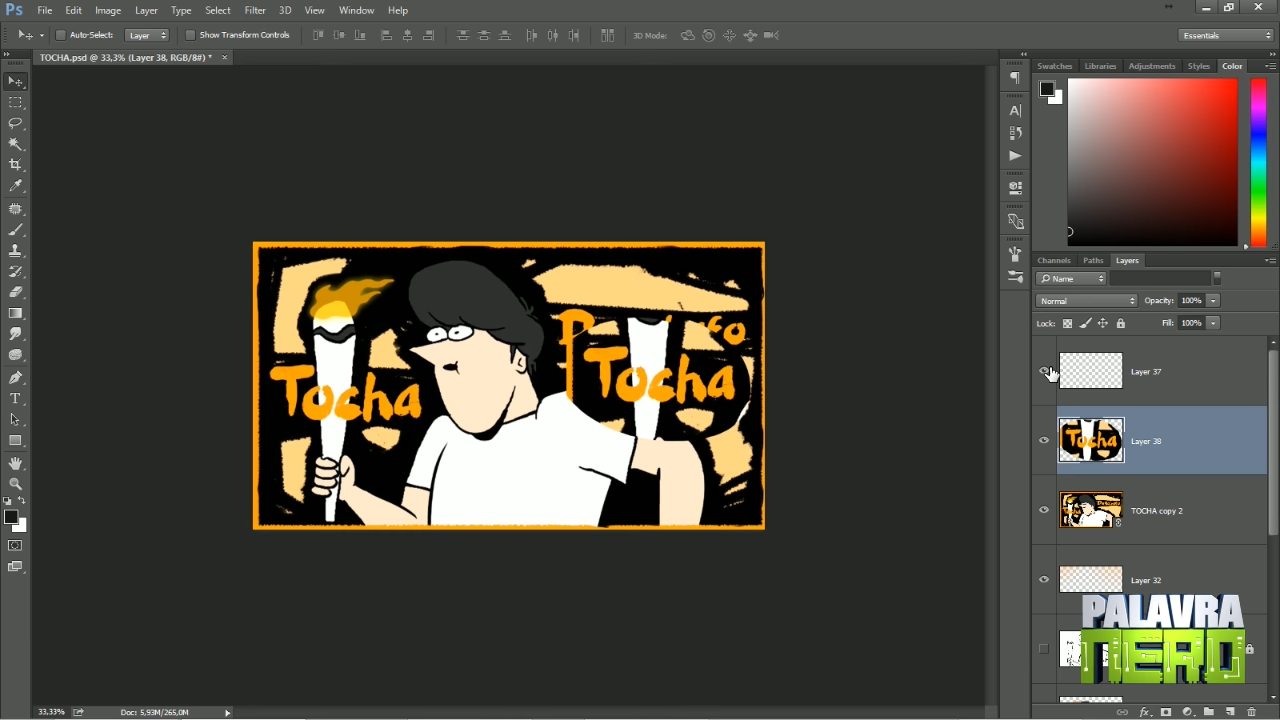 Ps File Edit Image Layer Type Select Filter 3D View Window Help
Auto-Select: Layer Show Transform Controls 3D Mode: Essentials
TOCHA.psd @ 33,3% (Layer 38, RGB/8#) * ×
Swatches Libraries Adjustments Styles Color
Tocha
Tocha
Channels Paths Layers
Name
Normal Opacity: 100%
Lock: Fill: 100%
Layer 37
Tocha Layer 38
TOCHA copy 2
Layer 32
PALAVRA
NERD
33,33% Doc: 5,93M/265,0M